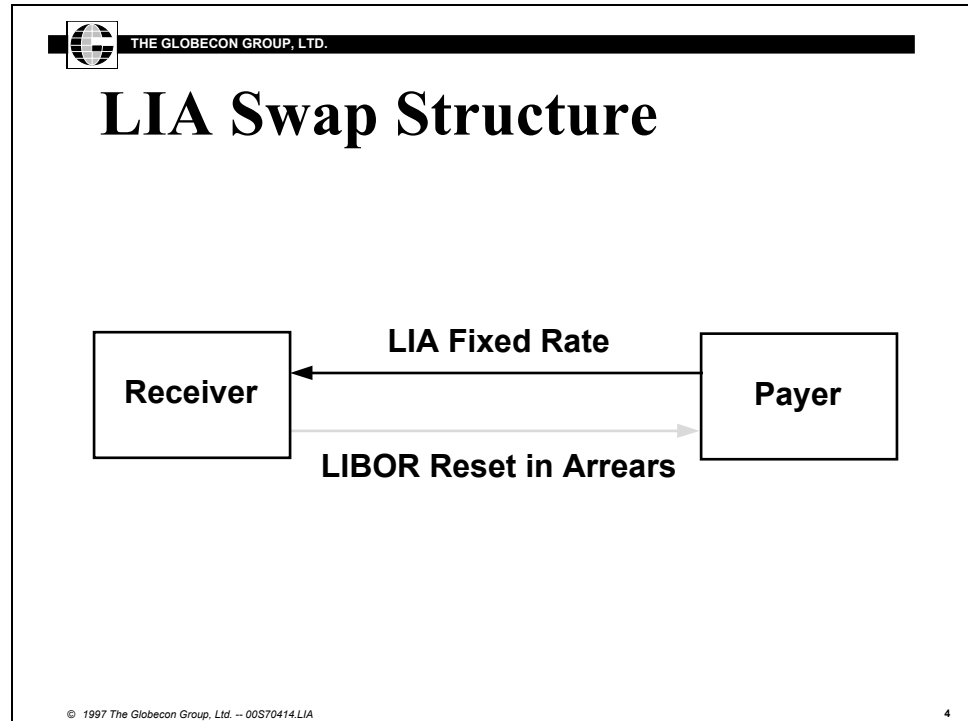 THE GLOBECON GROUP, LTD.
LIA Swap Structure
LIA Fixed Rate
Receiver
Payer
LIBOR Reset in Arrears
© 1997 The Globecon Group, Ltd. -- 00S70414.LIA
4